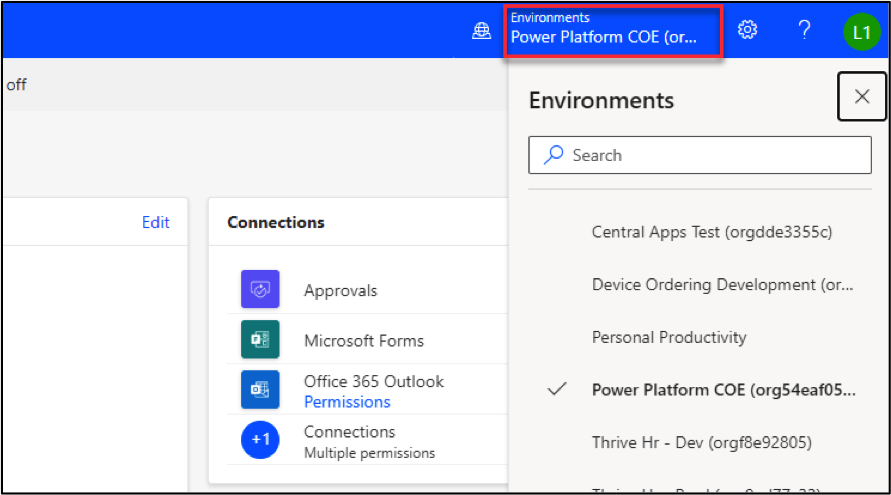 Environments
Power Platform COE (or...
?
L1
off
Environments
Search
Edit
Connections
Central Apps Test (orgdde3355c)
Approvals
Device Ordering Development (or...
Microsoft Forms
Personal Productivity
Office 365 Outlook
Permissions
Power Platform COE (org54eaf05...
+1
Connections
Multiple permissions
Thrive Hr - Dev (orgf8e92805)